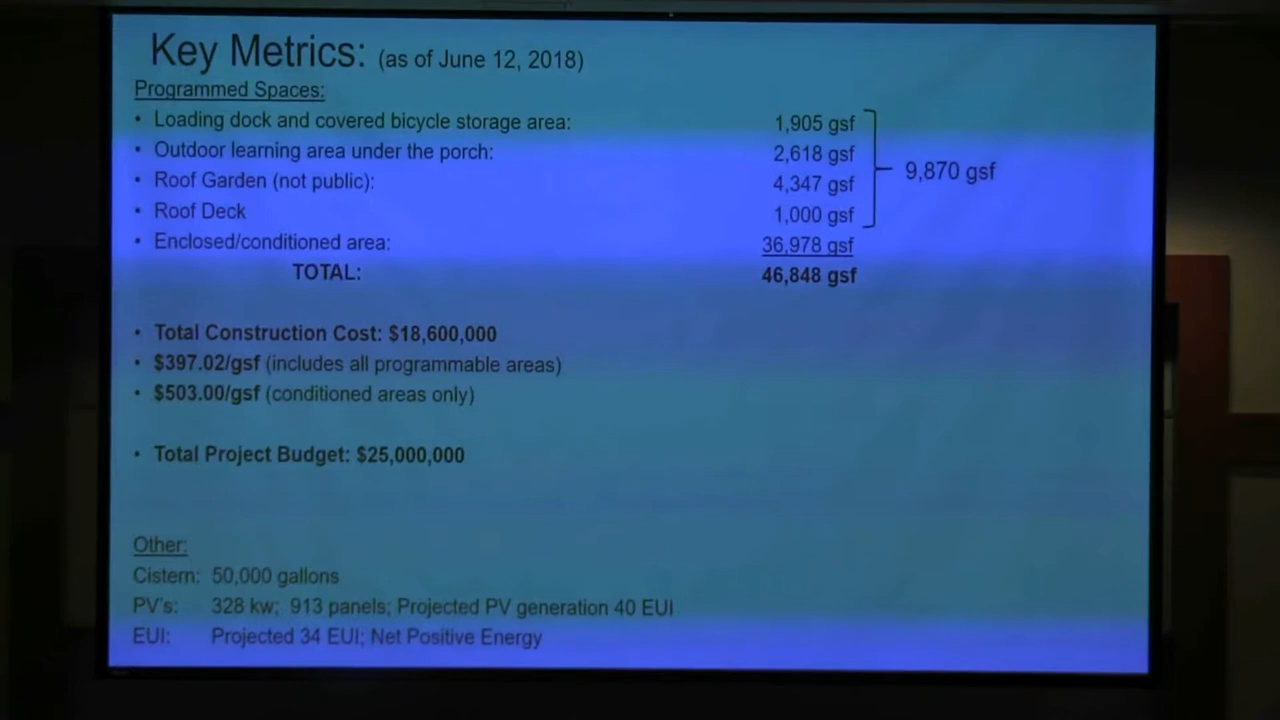 Key Metrics: (as of June 12, 2018)
Programmed Spaces:
• Loading dock and covered bicycle storage area: 1,905 gsf
• Outdoor learning area under the porch: 2,618 gsf
9,870 gsf
• Roof Garden (not public): 4,347 gsf
• Roof Deck 1,000 gsf
• Enclosed/conditioned area: 36,978 gsf
TOTAL: 46,848 gsf
• Total Construction Cost: $18,600,000
• $397.02/gsf (includes all programmable areas)
• $503.00/gsf (conditioned areas only)
• Total Project Budget: $25,000,000
Other:
Cistern: 50,000 gallons
PV's: 328 kw; 913 panels; Projected PV generation 40 EUI
EUI: Projected 34 EUI; Net Positive Energy